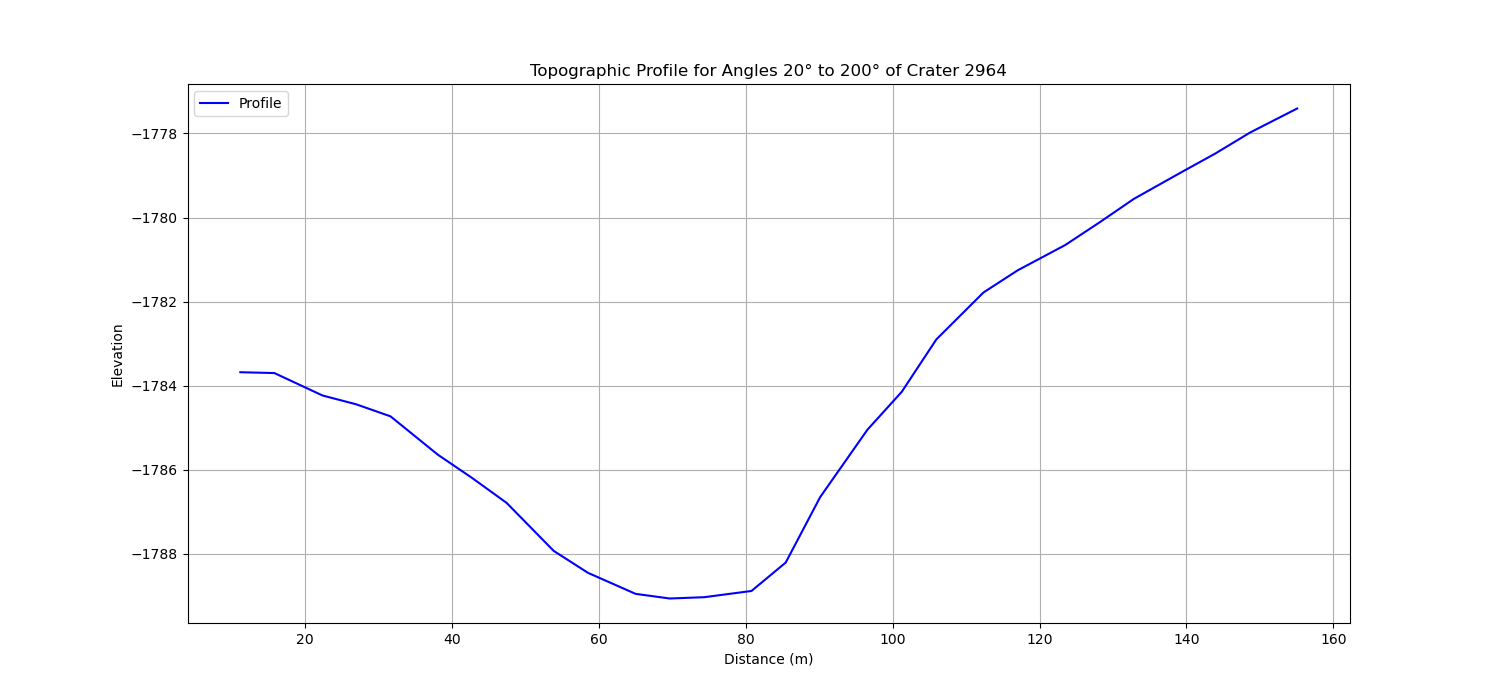 Topographic Profile for Angles 20° to 200° of Crater 2964
Profile
−1778
−1780
−1782
−1784
−1786
−1788
Elevation
20 40 60 80 100 120 140 160
Distance (m)